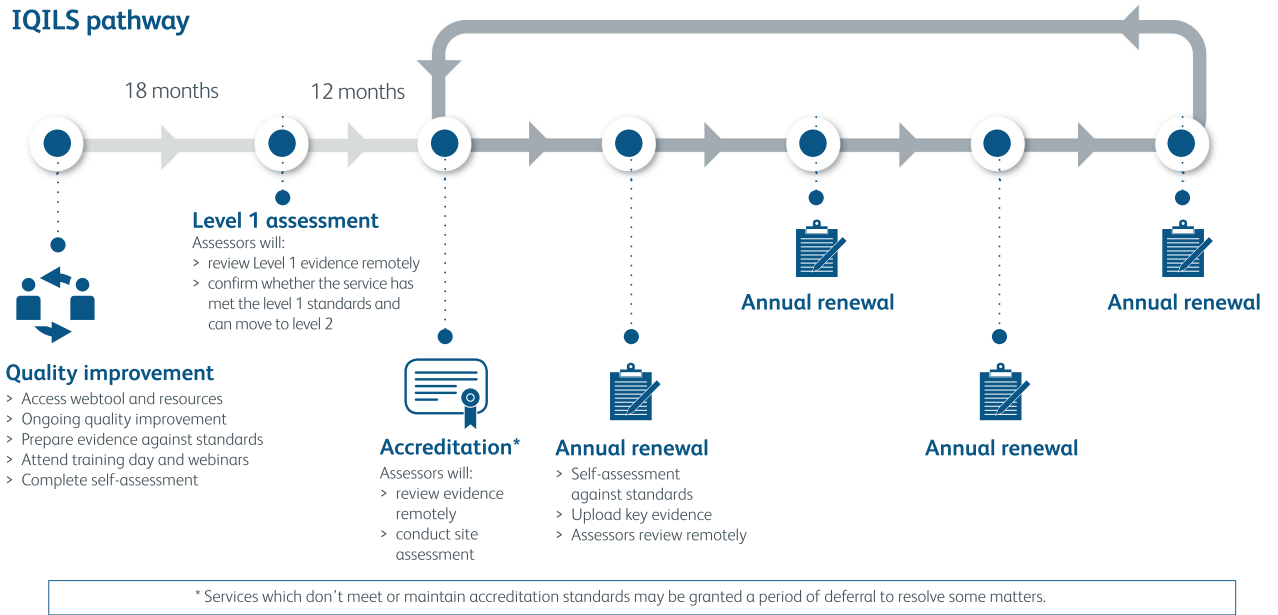 IQILS pathway
18 months
12 months
Level 1 assessment
Assessors will:
> review Level 1 evidence remotely
> confirm whether the service has
met the level 1 standards and
can move to level 2
Annual renewal
Annual renewal
Quality improvement
> Access webtool and resources
> Ongoing quality improvement
> Prepare evidence against standards
> Attend training day and webinars
> Complete self-assessment
Accreditation*
Assessors will:
> review evidence
remotely
> conduct site
assessment
Annual renewal
> Self-assessment
against standards
> Upload key evidence
> Assessors review remotely
Annual renewal
* Services which don’t meet or maintain accreditation standards may be granted a period of deferral to resolve some matters.